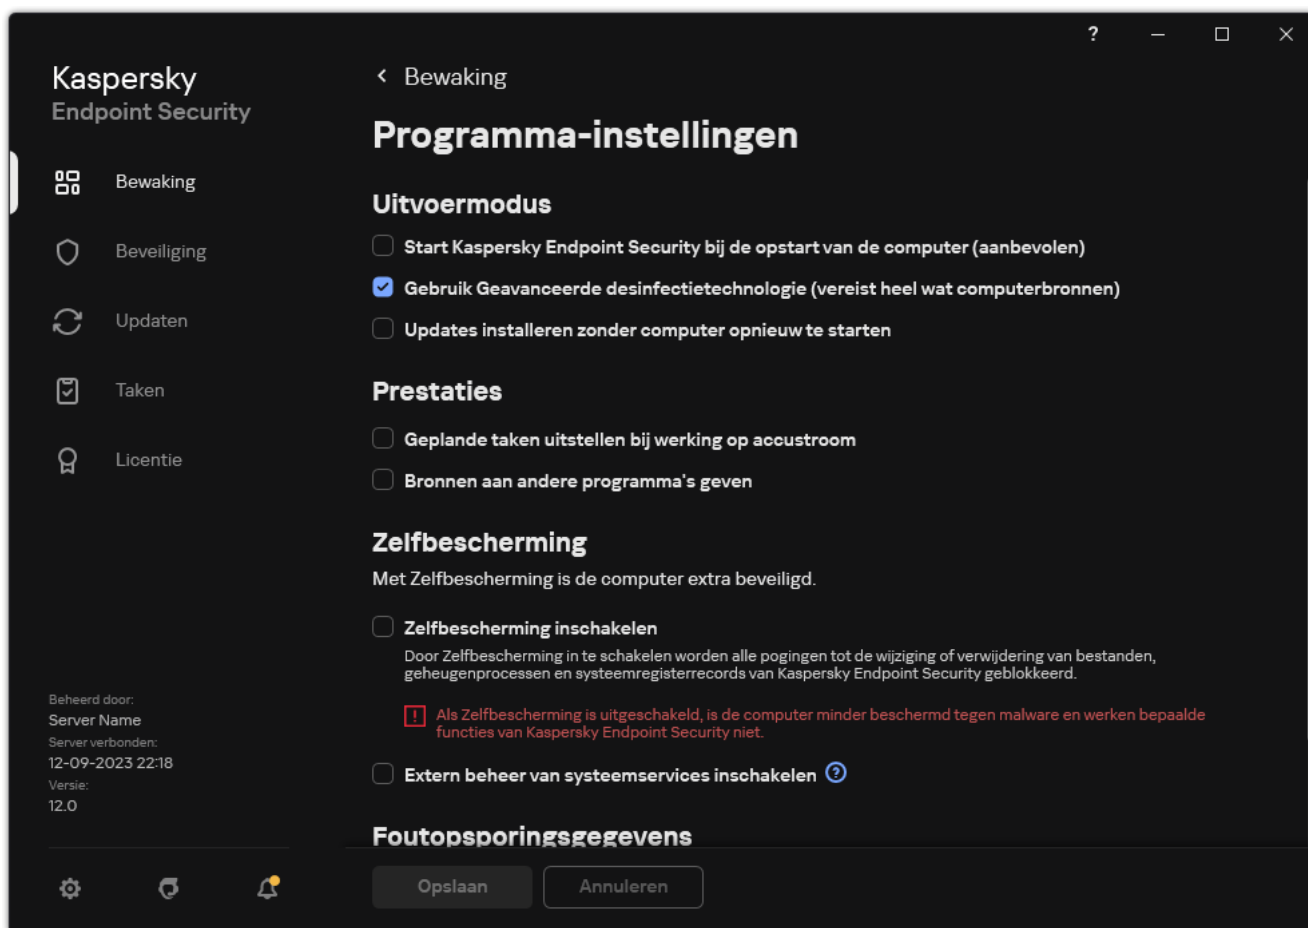 ?
Kaspersky
Endpoint Security
Bewaking
Beveiliging
Updaten
Taken
Licentie
Beheerd door:
Server Name
Server verbonden:
12-09-2023 22:18
Versie:
12.0
Bewaking
Programma-instellingen
Uitvoermodus
Start Kaspersky Endpoint Security bij de opstart van de computer (aanbevolen)
Gebruik Geavanceerde desinfectietechnologie (vereist heel wat computerbronnen)
Updates installeren zonder computer opnieuw te starten
Prestaties
Geplande taken uitstellen bij werking op accustroom
Bronnen aan andere programma's geven
Zelfbescherming
Met Zelfbescherming is de computer extra beveiligd.
Zelfbescherming inschakelen
Door Zelfbescherming in te schakelen worden alle pogingen tot de wijziging of verwijdering van bestanden,
geheugenprocessen en systeemregisterrecords van Kaspersky Endpoint Security geblokkeerd.
! Als Zelfbescherming is uitgeschakeld, is de computer minder beschermd tegen malware en werken bepaalde
functies van Kaspersky Endpoint Security niet.
Extern beheer van systeemservices inschakelen ?
Foutopsporingsgegevens
Opslaan
Annuleren